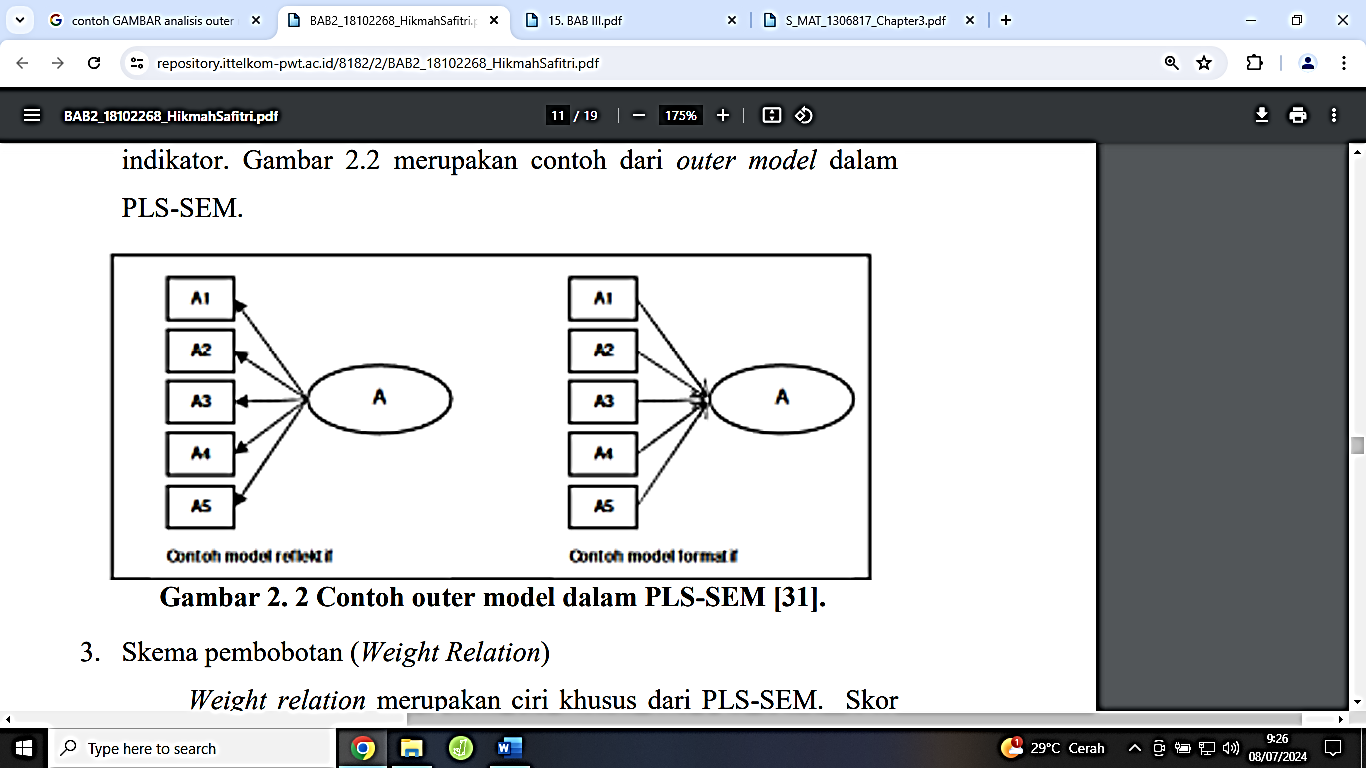 contoh GAMBAR analisis outer
BAB2_18102268_HikmahSafitri.p
15. BAB III.pdf
S_MAT_1306817_Chapter3.pdf
repository.ittelkom-pwt.ac.id/8182/2/BAB2_18102268_HikmahSafitri.pdf
BAB2_18102268_HikmahSafitri.pdf
11 / 19
175%
indikator. Gambar 2.2 merupakan contoh dari outer model dalam
PLS-SEM.
A1
A2
A3
A4
A5
A
Contoh model reflektif
A1
A2
A3
A4
A5
A
Contoh model formatif
Gambar 2. 2 Contoh outer model dalam PLS-SEM [31].
3. Skema pembobotan (Weight Relation)
Weight relation merupakan ciri khusus dari PLS-SEM. Skor
Type here to search
1
29°C Cerah
9:26
08/07/2024